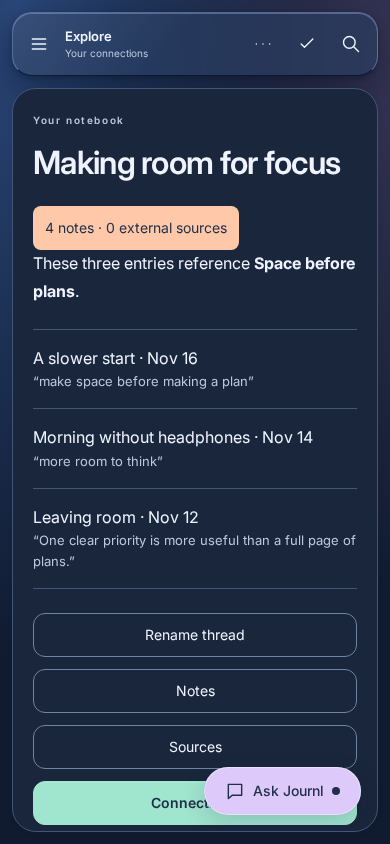 Explore
Your connections
Your notebook
Making room for focus
4 notes · 0 external sources
These three entries reference Space before
plans.
A slower start · Nov 16
“make space before making a plan”
Morning without headphones · Nov 14
“more room to think”
Leaving room · Nov 12
“One clear priority is more useful than a full page of
plans.”
Rename thread
Notes
Sources
Ask Journl